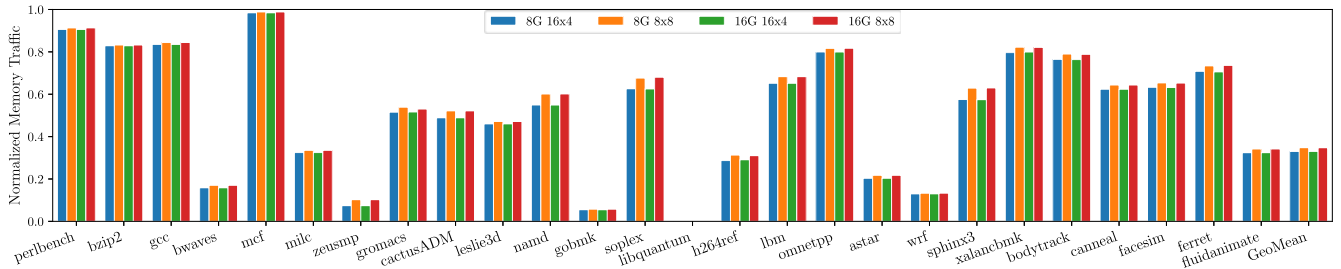 Normalized Memory Traffic
1.0
0.8
0.6
0.4
0.2
0.0
8G 16x4 8G 8x8 16G 16x4 16G 8x8
perlbench bzip2 gcc bwaves mcf milc zeusmp gromacs cactusADM leslie3d namd gobmk soplex libquantum h264ref lbm omnetpp astar wrf sphinx3 xalancbmk bodytrack canneal facesim ferret fluidanimate GeoMean